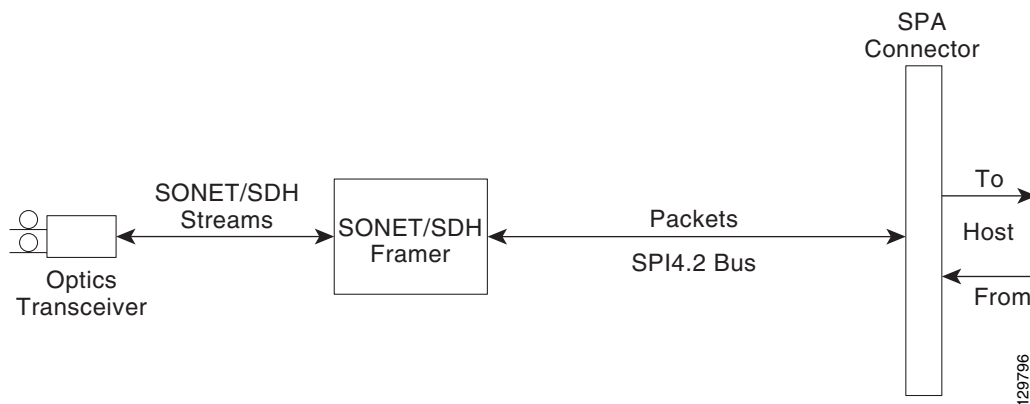 SPA
Connector
SONET/SDH
Streams
Optics
Transceiver
SONET/SDH
Framer
Packets
SPI4.2 Bus
To
Host
From
129796